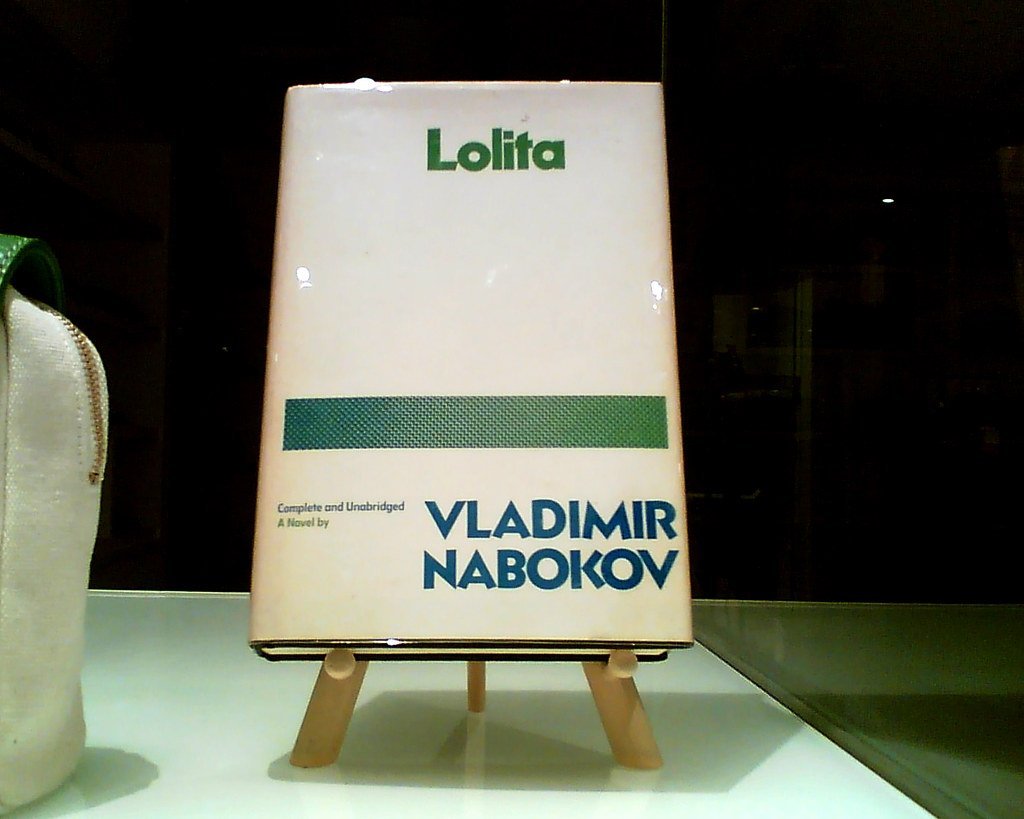 Lolita
Complete and Unabridged
A Novel by
VLADIMIR
NABOKOV